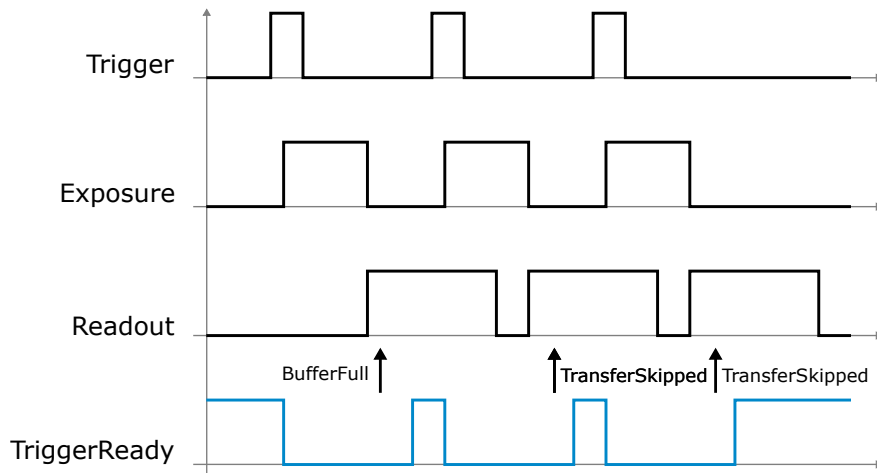 Trigger
Exposure
Readout
BufferFull
TransferSkipped
TransferSkipped
TriggerReady